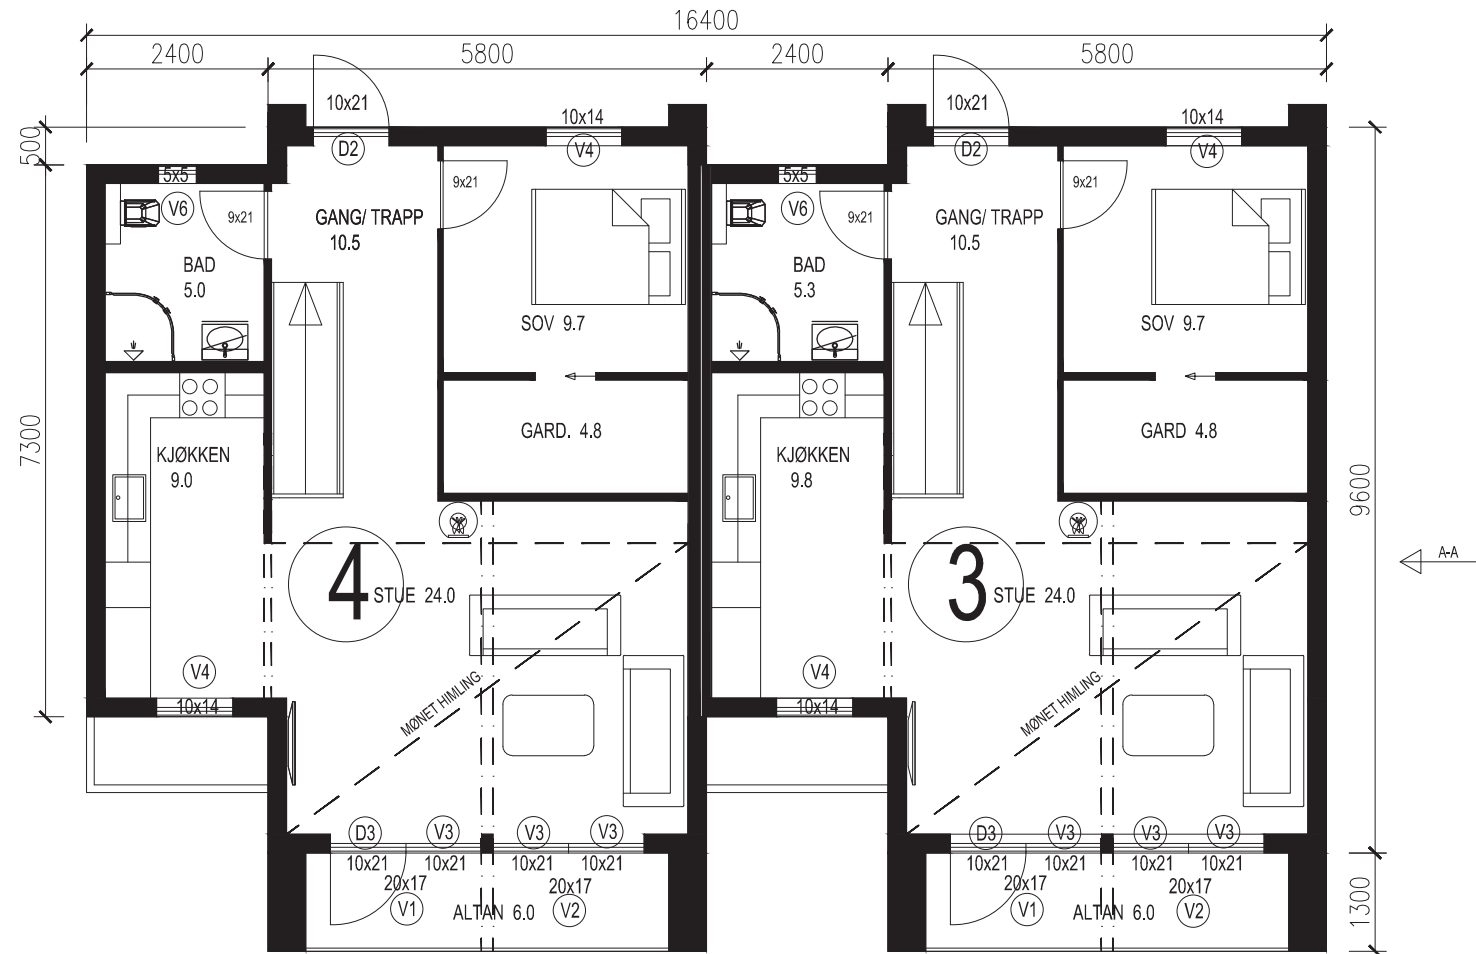 16400
2400 5800 2400 5800
10x21 10x14 10x21 10x14
500
D2 V4 D2 V4
5x5 5x5
9x21 9x21
V6 9x21 V6 9x21
GANG/ TRAPP GANG/ TRAPP
10.5 10.5
BAD BAD
5.0 5.3
SOV 9.7 SOV 9.7
7300
GARD. 4.8 GARD 4.8
KJØKKEN KJØKKEN
9.0 9.8
9600
A-A
4 STUE 24.0 3 STUE 24.0
V4 V4
10x14 10x14
MØNET HIMLING. MØNET HIMLING.
D3 V3 V3 V3 D3 V3 V3 V3
10x21 10x21 10x21 10x21 10x21 10x21 10x21 10x21
20x17 20x17 20x17 20x17
V1 ALTAN 6.0 V2 V1 ALTAN 6.0 V2
1300